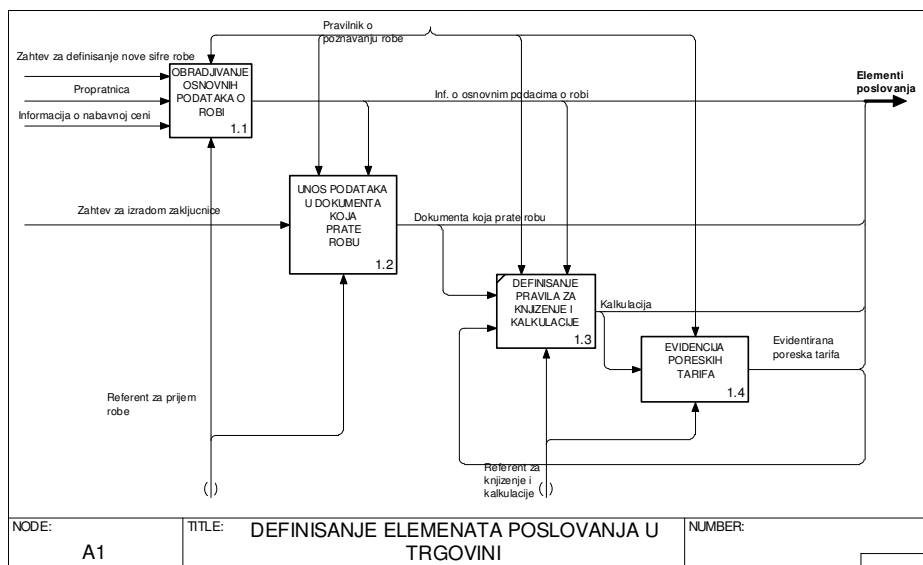 Pravilnik o
poznavanju robe
Zahtev za definisanje nove sifre robe
Propratnica
Informacija o nabavnoj ceni
OBRADJIVANJE
OSNOVNIH
PODATAKA O
ROBI
1.1
Inf. o osnovnim podacima o robi
Elementi
poslovanja
UNOS PODATAKA
U DOKUMENTA
KOJA
PRATE
ROBU
1.2
Zahtev za izradom zakljucnice
Dokumenta koja prate robu
DEFINISANJE
PRAVILA ZA
KNJIZENJE I
KALKULACIJE
1.3
Kalkulacija
EVIDENCIJA
PORESKIH
TARIFA
1.4
Evidentirana
poreska tarifa
Referent za prijem
robe
Referent za
knjizenje i
kalkulacije
NODE:
A1
TITLE:
DEFINISANJE ELEMENATA POSLOVANJA U
TRGOVINI
NUMBER: